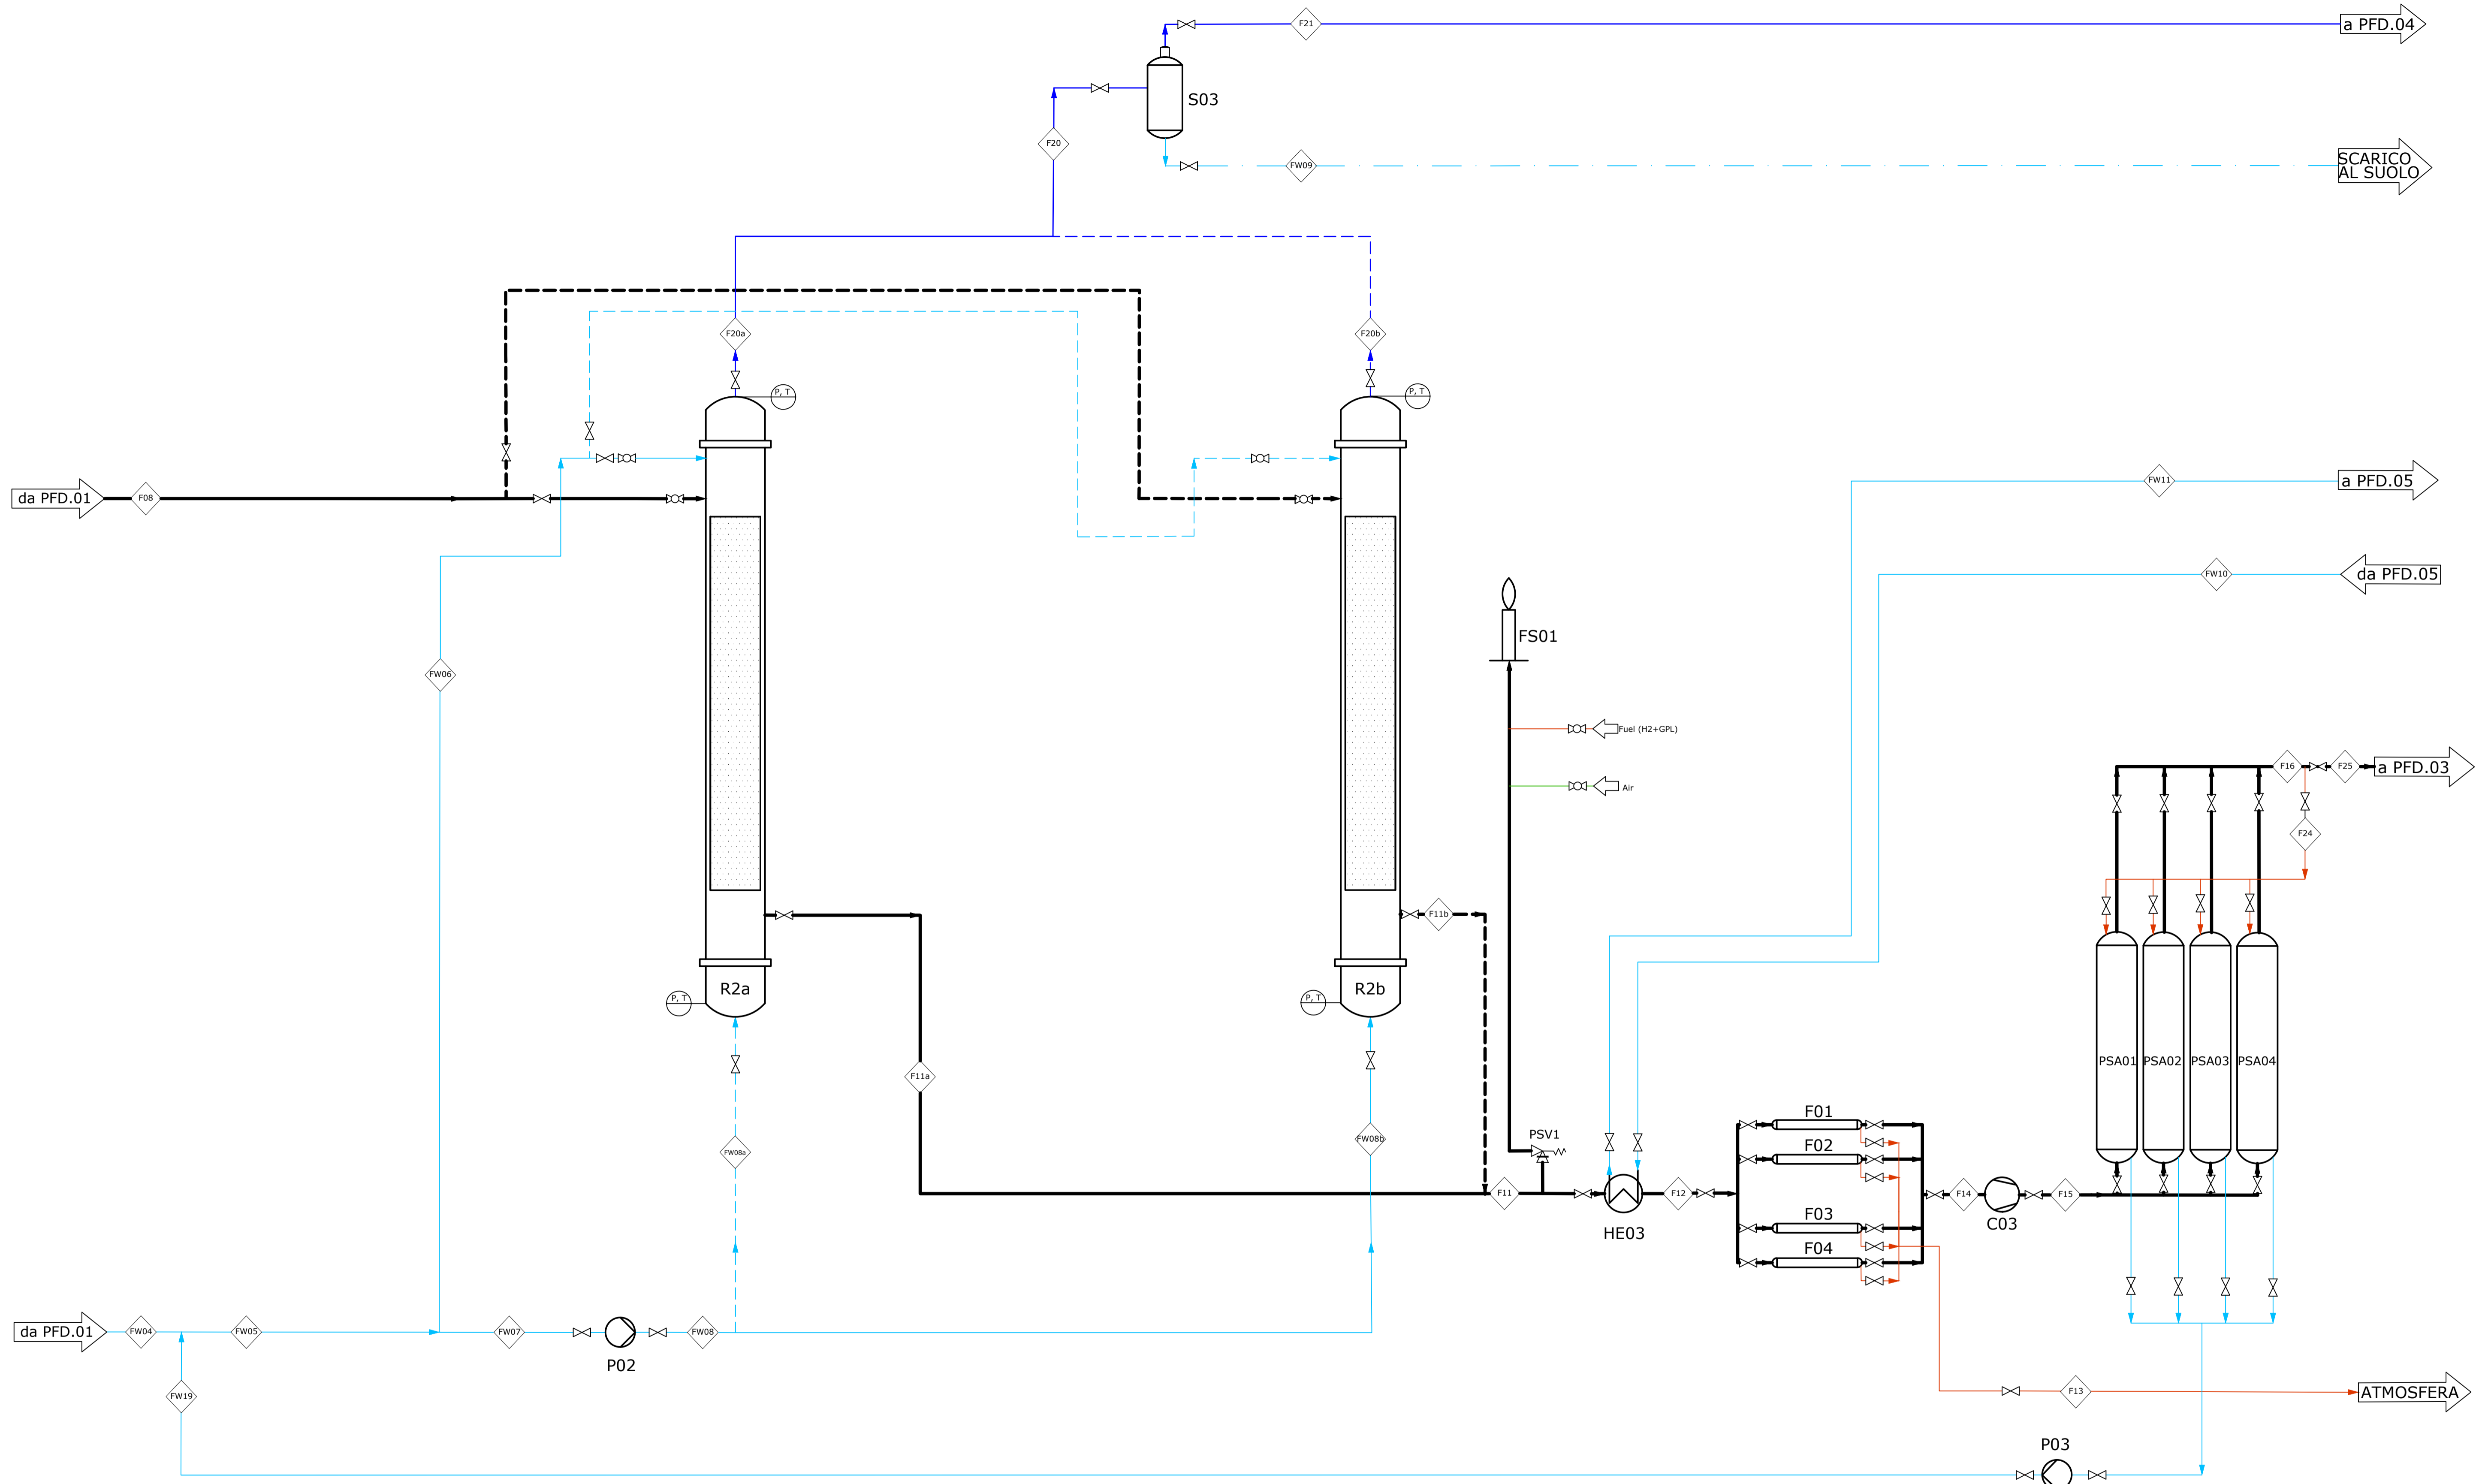 F21
a PFD.04
S03
F20
FW09
SCARICO
AL SUOLO
F20a
F20b
P, T
P, T
da PFD.01
F08
FW11
a PFD.05
FW10
da PFD.05
FS01
FW06
Fuel (H2+GPL)
Air
F16
F25
a PFD.03
F24
F11b
R2a
R2b
P, T
P, T
F11a
PSA01
PSA02
PSA03
PSA04
FW08a
FW08b
PSV1
F01
F02
F11
F12
F14
F15
HE03
F03
C03
F04
da PFD.01
FW04
FW05
FW07
FW08
P02
FW19
F13
ATMOSFERA
P03